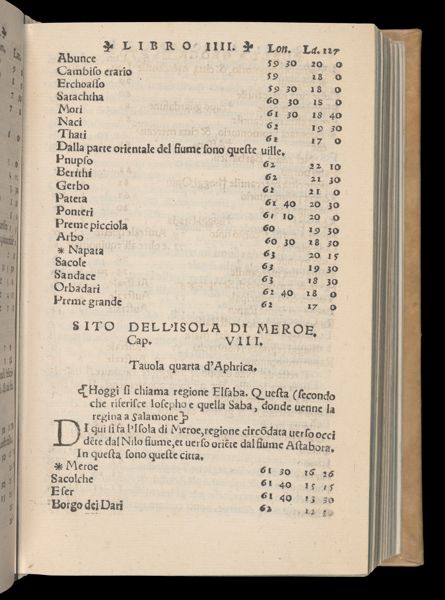 LIBRO IIII. Lon. La. 127
Abunce 59 30 20 0
Cambiso erario 59 18 0
Erchoasso 59 30 18 0
Satachtha 60 30 18 0
Mori 61 30 18 40
Naci 62 19 30
Thati 61 17 0
Dalla parte orientale del fiume sono queste uille.
Pnupso 62 22 10
Berithi 62 21 30
Gerbo 62 21 0
Patera 61 40 20 30
Ponteri 61 10 20 0
Preme picciola 60 19 30
Arbo 60 30 18 30
* Napata 63 20 15
Sacole 63 19 30
Sandace 63 18 30
Orbadari 62 40 18 0
Preme grande 62 17 0
SITO DELL'ISOLA DI MEROE.
Cap. VIII.
Tauola quarta d'Aphrica.
Hoggi si chiama regione Elsaba. Questa (secondo
che riferisce Iosepho e quella Saba, donde uenne la
regina a Salamone
DI qui si fa l'Isola di Meroe, regione circōdata uerso occi
dēte dal Nilo fiume, et uerso oriēte dal fiume Astabora.
In questa sono queste citta.
* Meroe 61 30 16 26
Sacolche 61 40 15 15
Eser 61 40 13 30
Borgo dei Dari 62 12